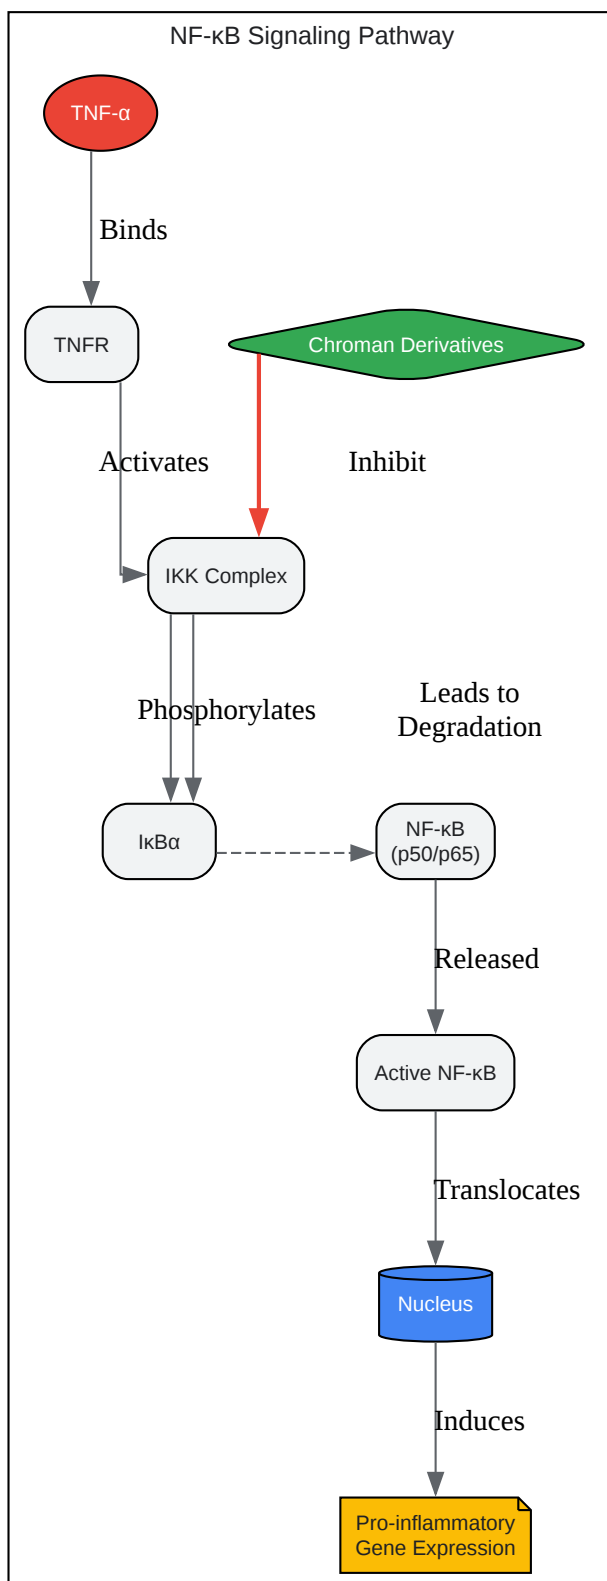 NF-κB Signaling Pathway
TNF-α
Binds
TNFR
Chroman Derivatives
Activates
Inhibit
IKK Complex
Phosphorylates
Leads to
Degradation
IκBα
NF-κB
(p50/p65)
Released
Active NF-κB
Translocates
Nucleus
Induces
Pro-inflammatory
Gene Expression